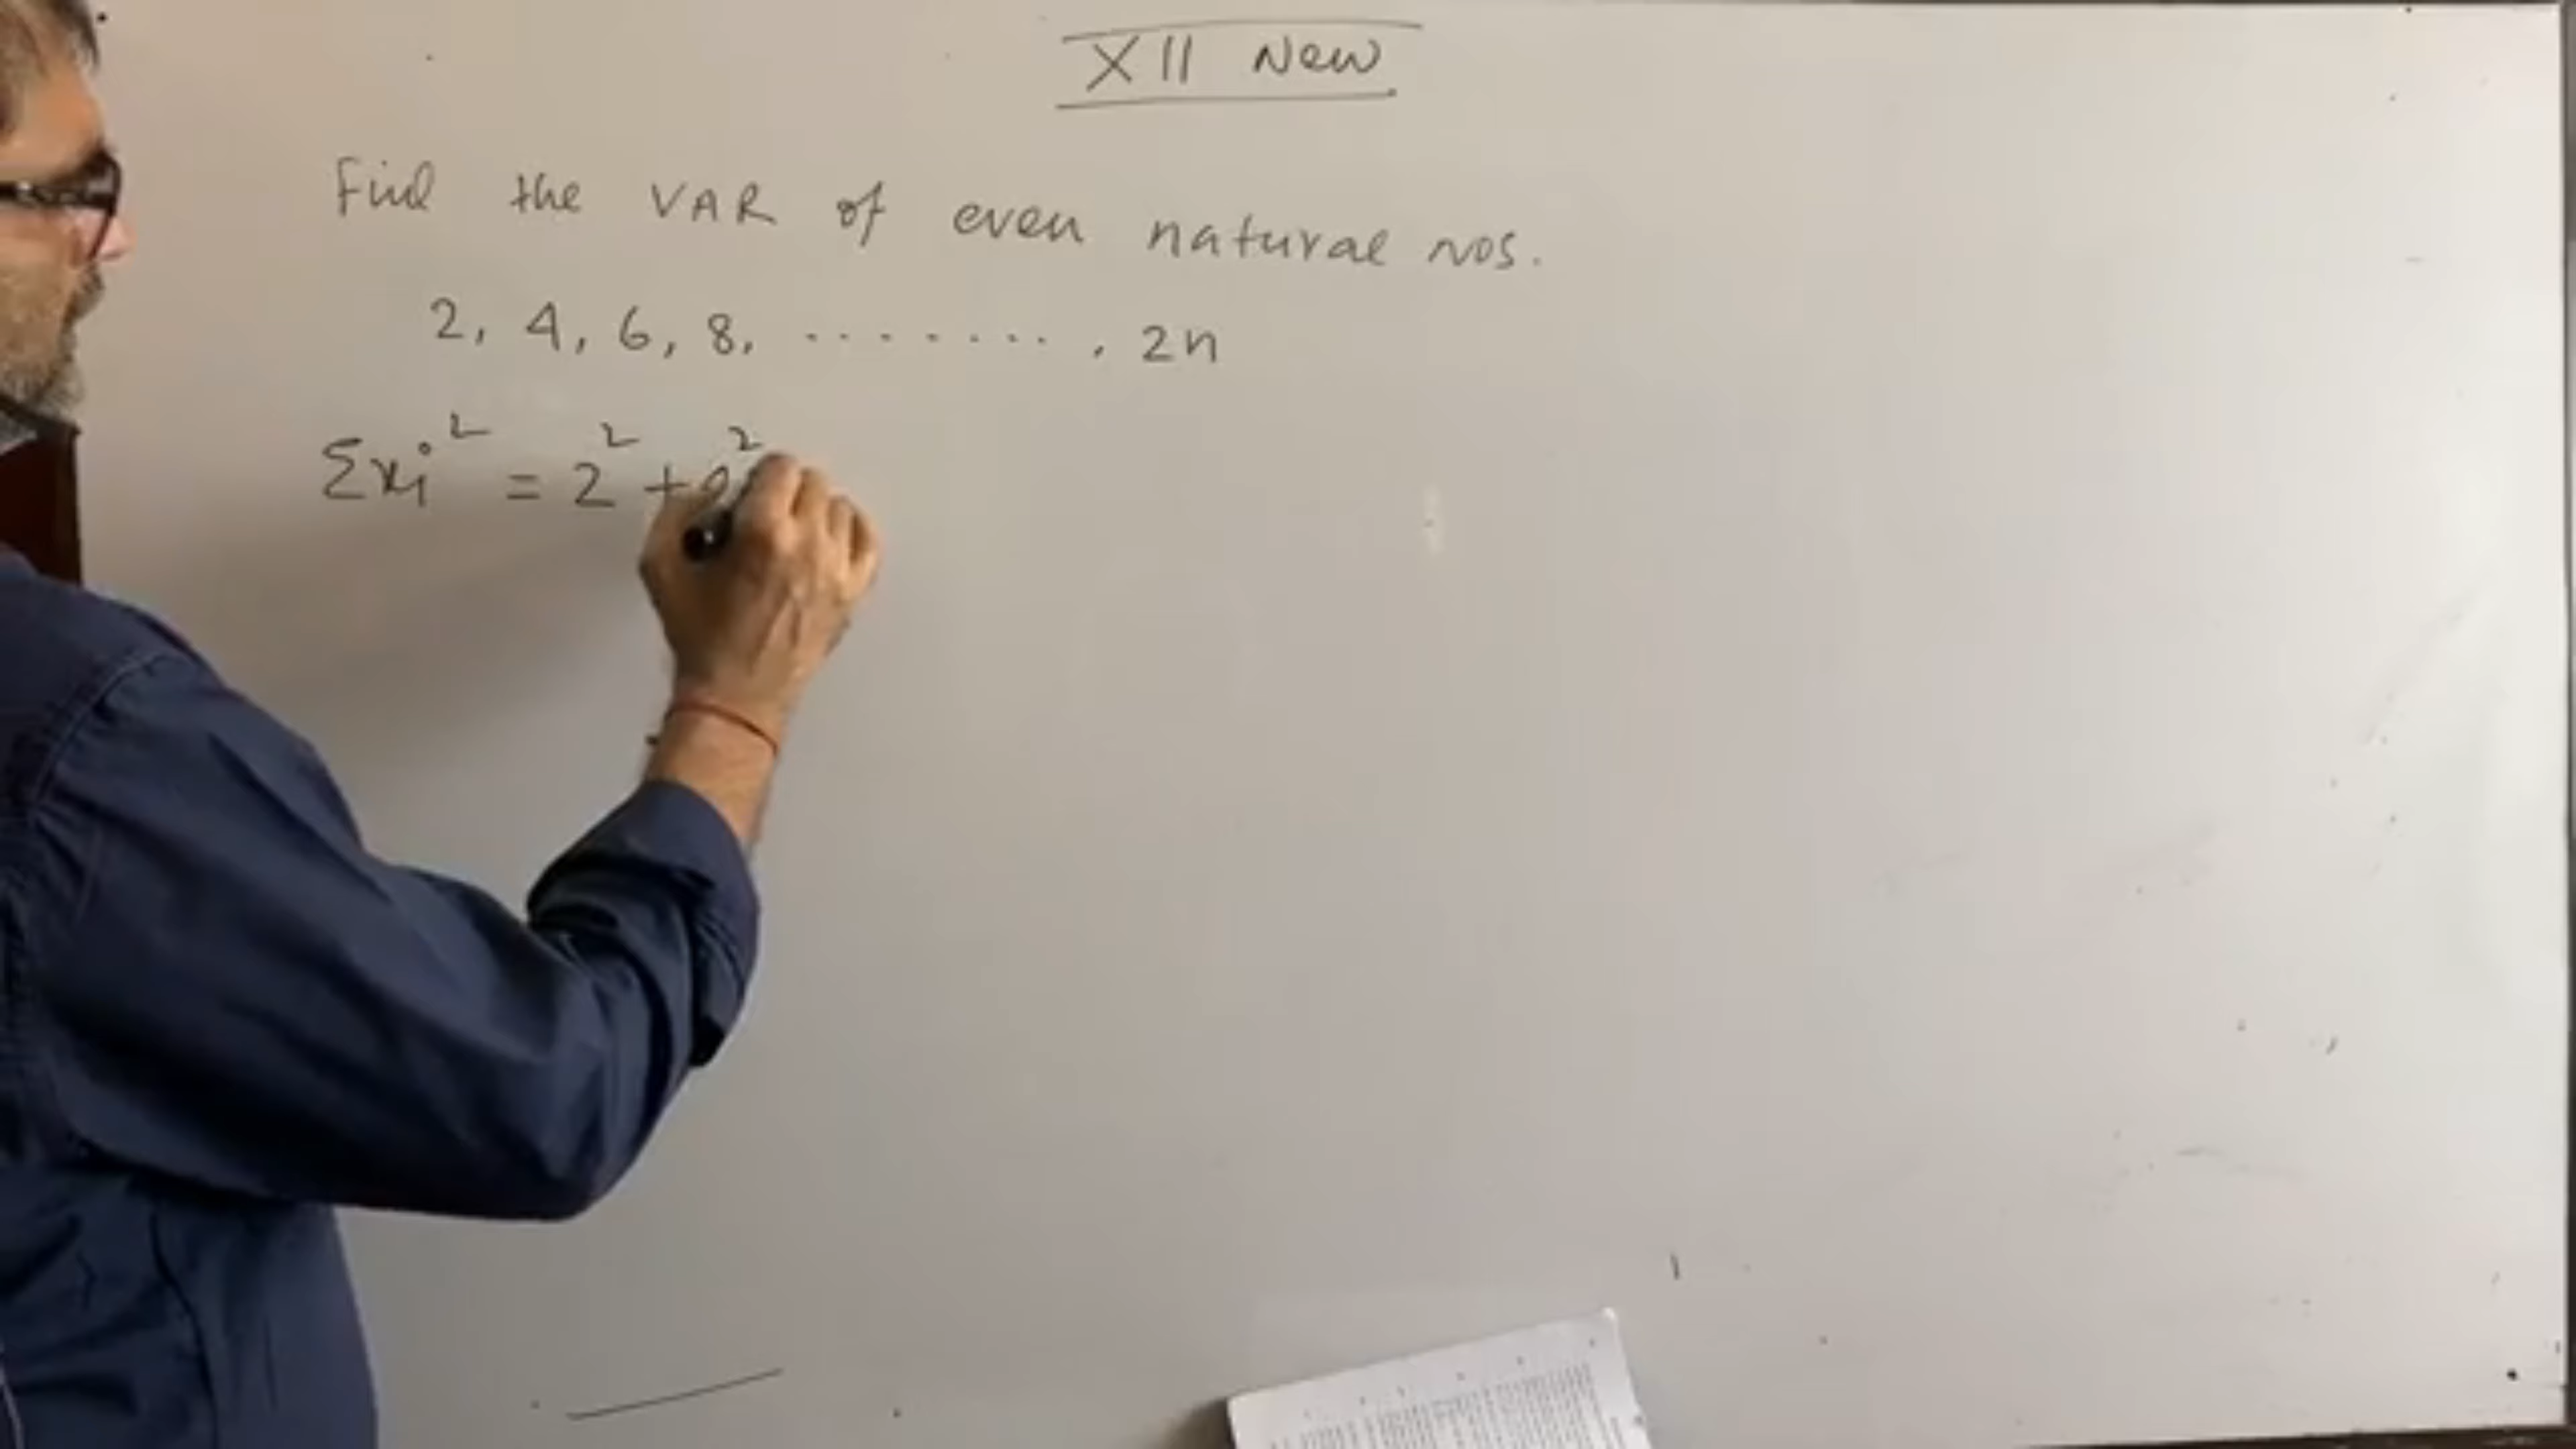 XII New
Find the VAR of even natural nos.
2, 4, 6, 8, ........, 2n
Σxi² = 2² +